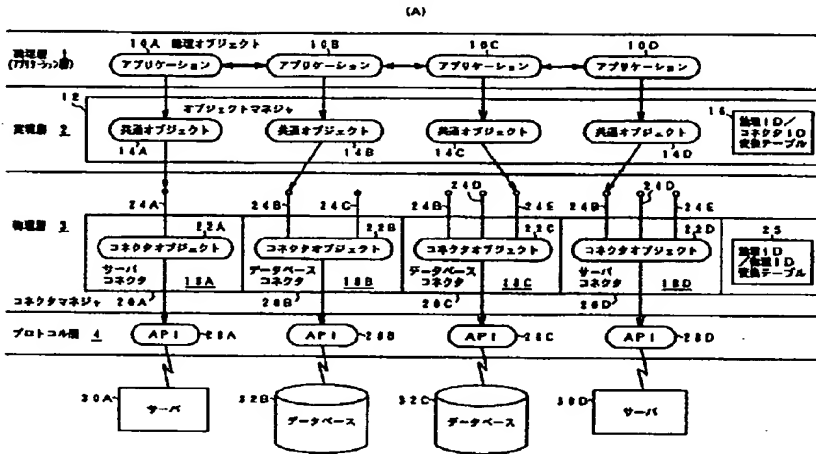 (A)
論理層 1
(アプリケーション層)
10A 論理オブジェクト
10B
10C
10D
アプリケーション
アプリケーション
アプリケーション
アプリケーション
12
オブジェクトマネジャ
実現層 2
共通オブジェクト
共通オブジェクト
共通オブジェクト
共通オブジェクト
14A
14B
14C
14D
16
論理ID/
コネクタID
変換テーブル
24A
24B
24C
24B
24D
24E
24B
24D
24E
物理層 3
22A
22B
22C
22D
25
コネクタオブジェクト
コネクタオブジェクト
コネクタオブジェクト
コネクタオブジェクト
論理ID
/物理ID
変換テーブル
サーバ
コネクタ
18A
データベース
コネクタ
18B
データベース
コネクタ
18C
サーバ
コネクタ
18D
コネクタマネジャ
26A
26B
26C
26D
プロトコル層 4
API
28A
API
28B
API
28C
API
28D
30A
サーバ
32B
データベース
32C
データベース
30D
サーバ